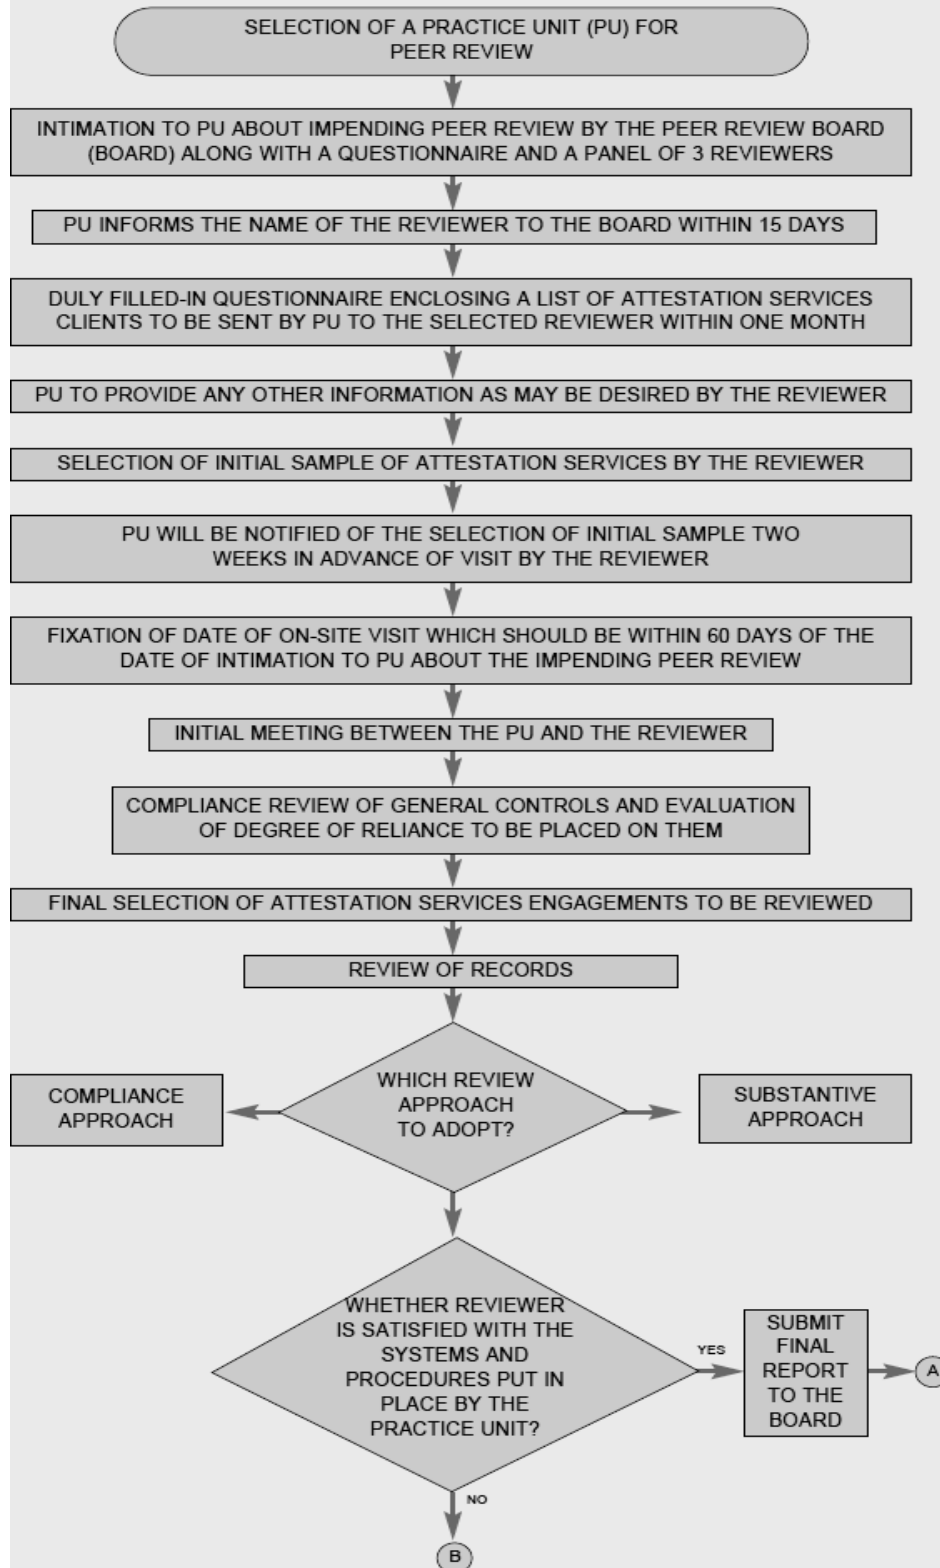 SELECTION OF A PRACTICE UNIT (PU) FOR
PEER REVIEW
INTIMATION TO PU ABOUT IMPENDING PEER REVIEW BY THE PEER REVIEW BOARD
(BOARD) ALONG WITH A QUESTIONNAIRE AND A PANEL OF 3 REVIEWERS
PU INFORMS THE NAME OF THE REVIEWER TO THE BOARD WITHIN 15 DAYS
DULY FILLED-IN QUESTIONNAIRE ENCLOSING A LIST OF ATTESTATION SERVICES
CLIENTS TO BE SENT BY PU TO THE SELECTED REVIEWER WITHIN ONE MONTH
PU TO PROVIDE ANY OTHER INFORMATION AS MAY BE DESIRED BY THE REVIEWER
SELECTION OF INITIAL SAMPLE OF ATTESTATION SERVICES BY THE REVIEWER
PU WILL BE NOTIFIED OF THE SELECTION OF INITIAL SAMPLE TWO
WEEKS IN ADVANCE OF VISIT BY THE REVIEWER
FIXATION OF DATE OF ON-SITE VISIT WHICH SHOULD BE WITHIN 60 DAYS OF THE
DATE OF INTIMATION TO PU ABOUT THE IMPENDING PEER REVIEW
INITIAL MEETING BETWEEN THE PU AND THE REVIEWER
COMPLIANCE REVIEW OF GENERAL CONTROLS AND EVALUATION
OF DEGREE OF RELIANCE TO BE PLACED ON THEM
FINAL SELECTION OF ATTESTATION SERVICES ENGAGEMENTS TO BE REVIEWED
REVIEW OF RECORDS
COMPLIANCE
APPROACH
WHICH REVIEW
APPROACH
TO ADOPT?
SUBSTANTIVE
APPROACH
WHETHER REVIEWER
IS SATISFIED WITH THE
SYSTEMS AND
PROCEDURES PUT IN
PLACE BY THE
PRACTICE UNIT?
YES
SUBMIT
FINAL
REPORT
TO THE
BOARD
A
NO
B